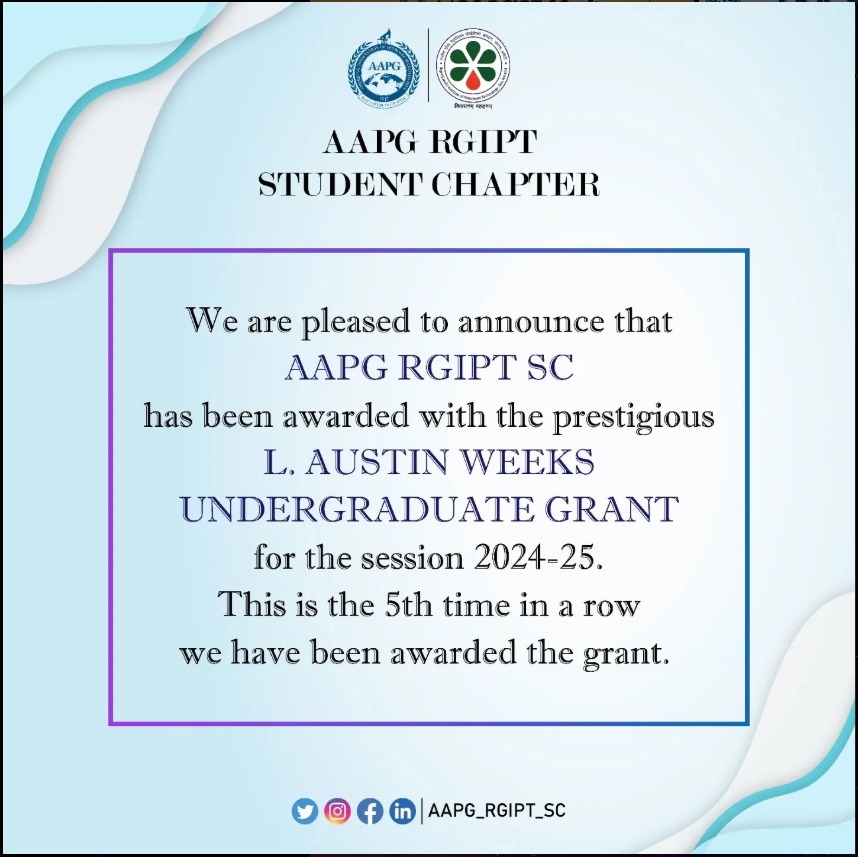 AAPG
AAPG RGIPT
STUDENT CHAPTER
We are pleased to announce that
AAPG RGIPT SC
has been awarded with the prestigious
L. AUSTIN WEEKS
UNDERGRADUATE GRANT
for the session 2024-25.
This is the 5th time in a row
we have been awarded the grant.
AAPG_RGIPT_SC